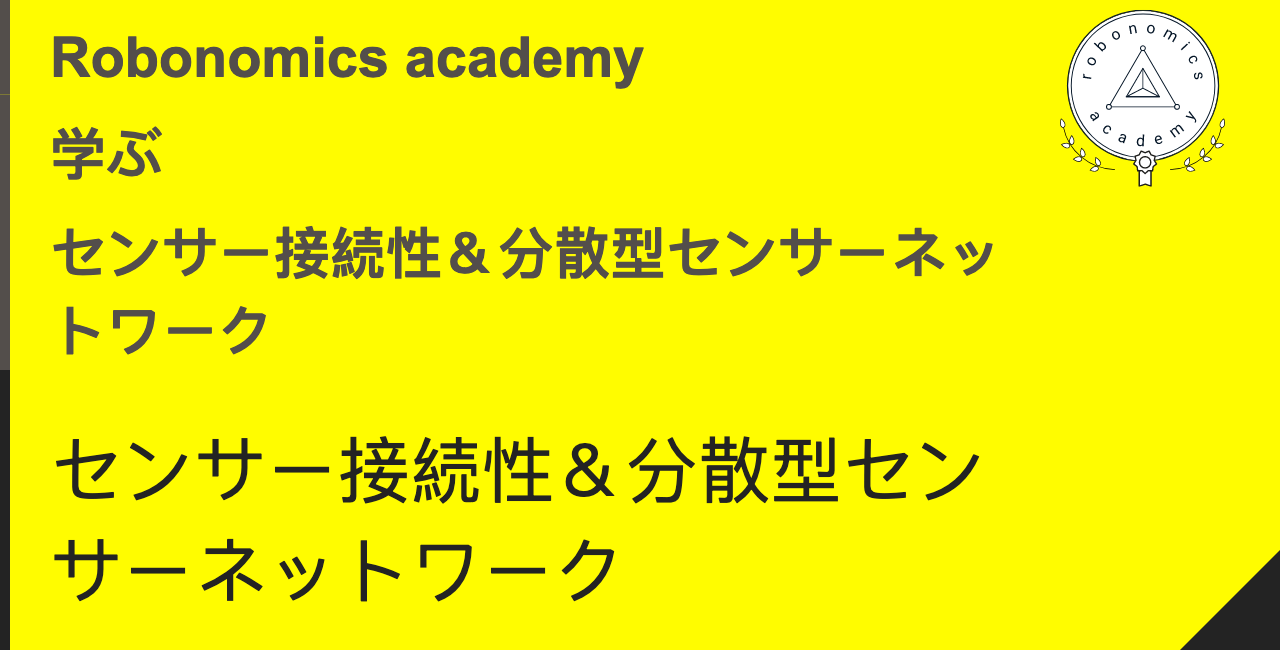 Robonomics academy
学ぶ
センサー接続性＆分散型センサーネッ
トワーク
センサー接続性＆分散型セン
サーネットワーク
robonomics
academy